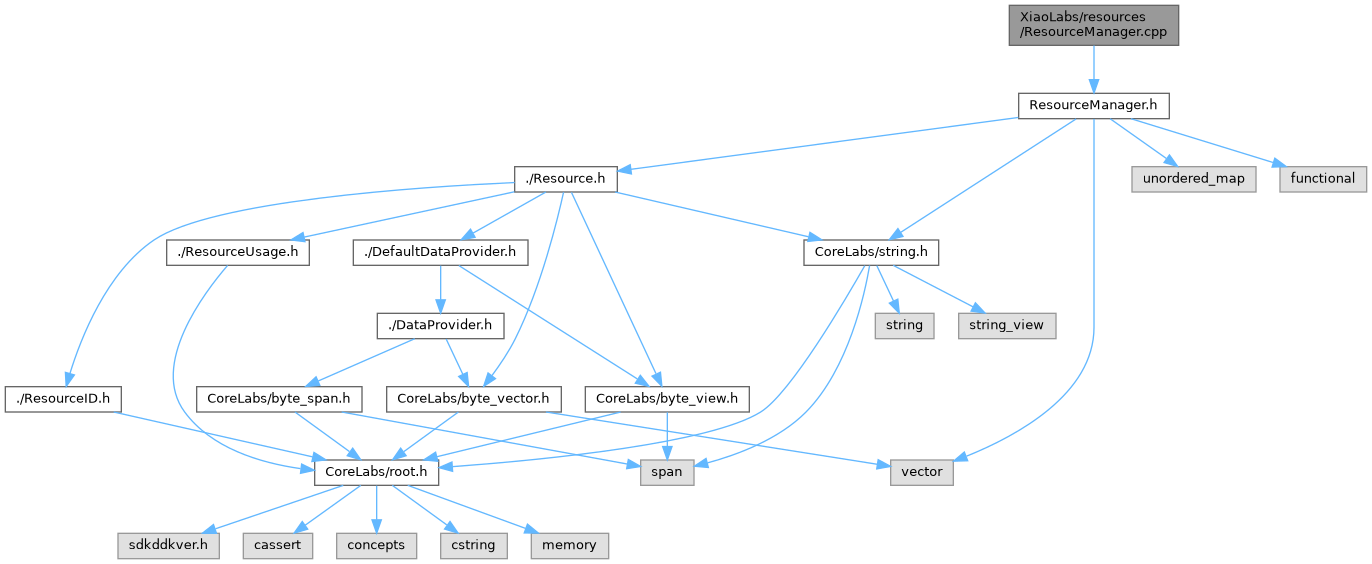 XiaoLabs/resources
/ResourceManager.cpp
ResourceManager.h
./Resource.h
unordered_map
functional
./ResourceUsage.h
./DefaultDataProvider.h
CoreLabs/string.h
./DataProvider.h
string
string_view
./ResourceID.h
CoreLabs/byte_span.h
CoreLabs/byte_vector.h
CoreLabs/byte_view.h
CoreLabs/root.h
span
vector
sdkddkver.h
cassert
concepts
cstring
memory